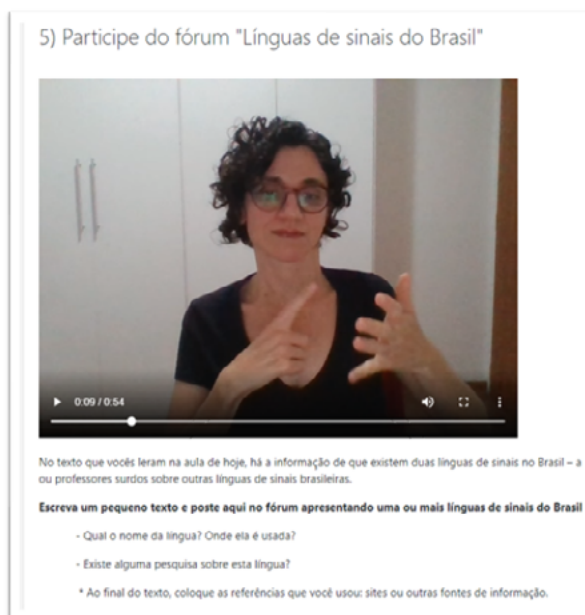 5) Participe do fórum "Línguas de sinais do Brasil"
0:09 / 0:54
No texto que vocês leram na aula de hoje, há a informação de que existem duas línguas de sinais no Brasil – a
ou professores surdos sobre outras línguas de sinais brasileiras.
Escreva um pequeno texto e poste aqui no fórum apresentando uma ou mais línguas de sinais do Brasil
- Qual o nome da língua? Onde ela é usada?
- Existe alguma pesquisa sobre esta língua?
* Ao final do texto, coloque as referências que você usou: sites ou outras fontes de informação.